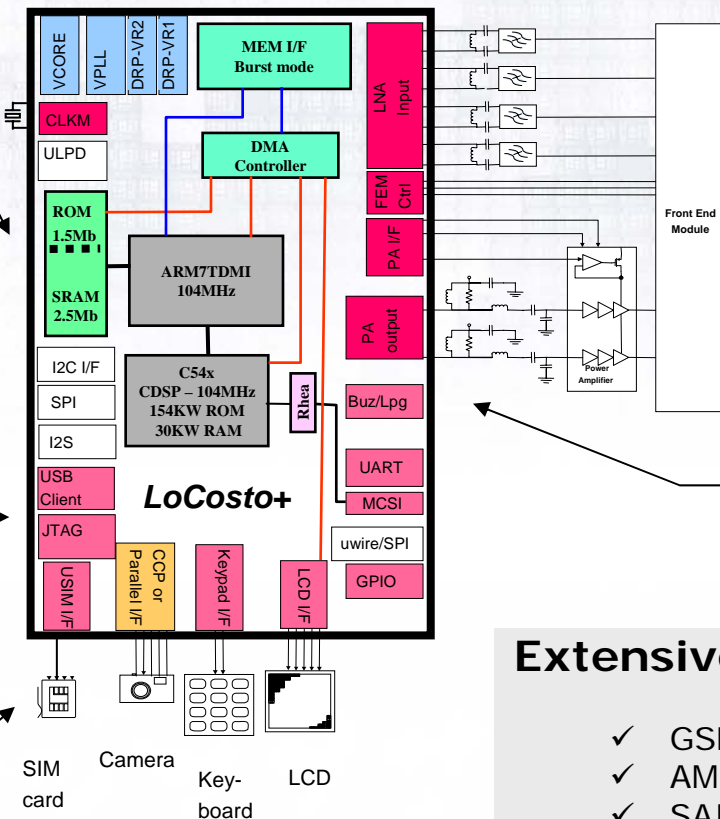 VCORE
VPLL
DRP-VR2
DRP-VR1
MEM I/F
Burst mode
CLKM
ULPD
DMA
Controller
ROM
1.5Mb
SRAM
2.5Mb
ARM7TDMI
104MHz
C54x
CDSP – 104MHz
154KW ROM
30KW RAM
Rhea
I2C I/F
SPI
I2S
USB
Client
JTAG
LoCosto+
USIM I/F
CCP or
Parallel I/F
Keypad I/F
LCD I/F
LNA
Input
FEM
Ctrl
PA I/F
PA
output
Buz/Lpg
UART
MCSI
uwire/SPI
GPIO
Front End
Module
Power
Amplifier
SIM
card
Camera
Key-
board
LCD
Extensiv
✓ GS
✓ AM
✓ SA